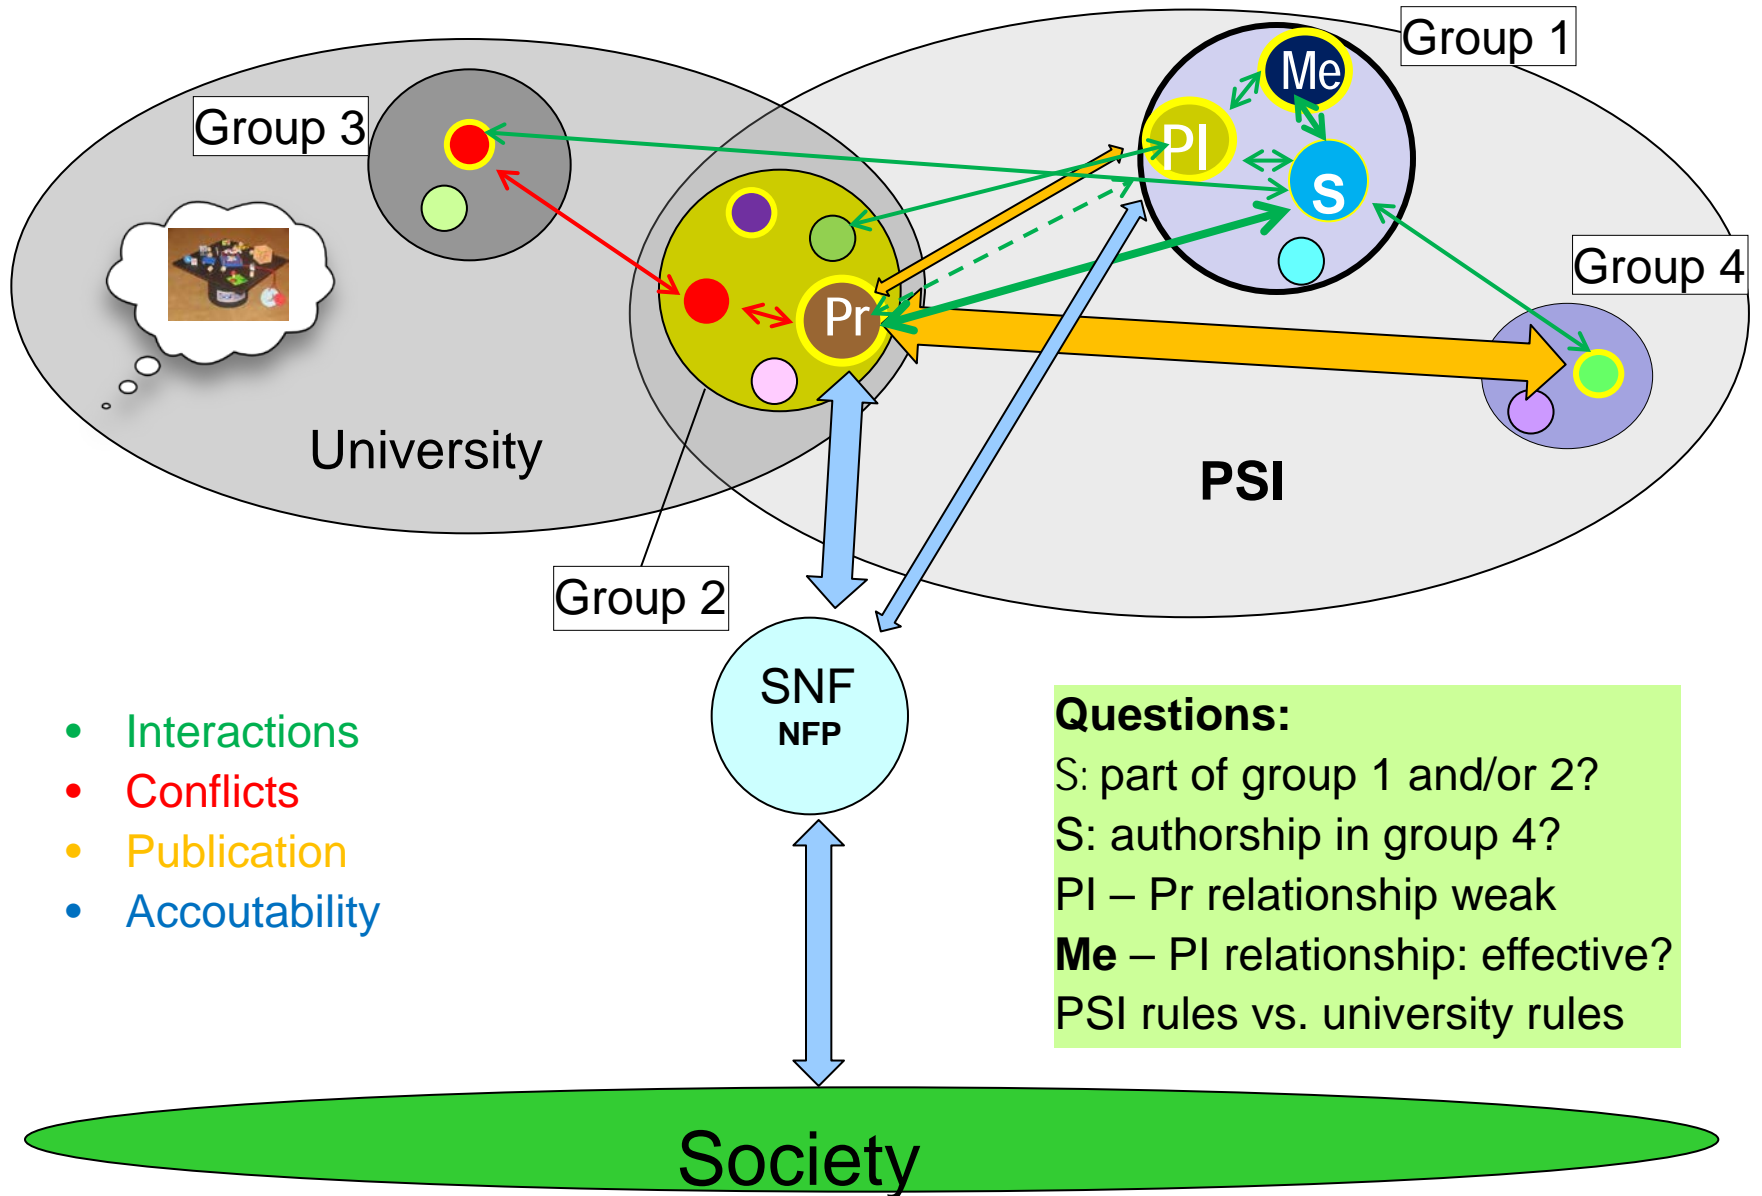 Group 1
Me
Group 3
PI
S
Group 4
Pr
University
PSI
Group 2
SNF
NFP
• Interactions
• Conflicts
• Publication
• Accoutability
Questions:
S: part of group 1 and/or 2?
S: authorship in group 4?
PI – Pr relationship weak
Me – PI relationship: effective?
PSI rules vs. university rules
Society